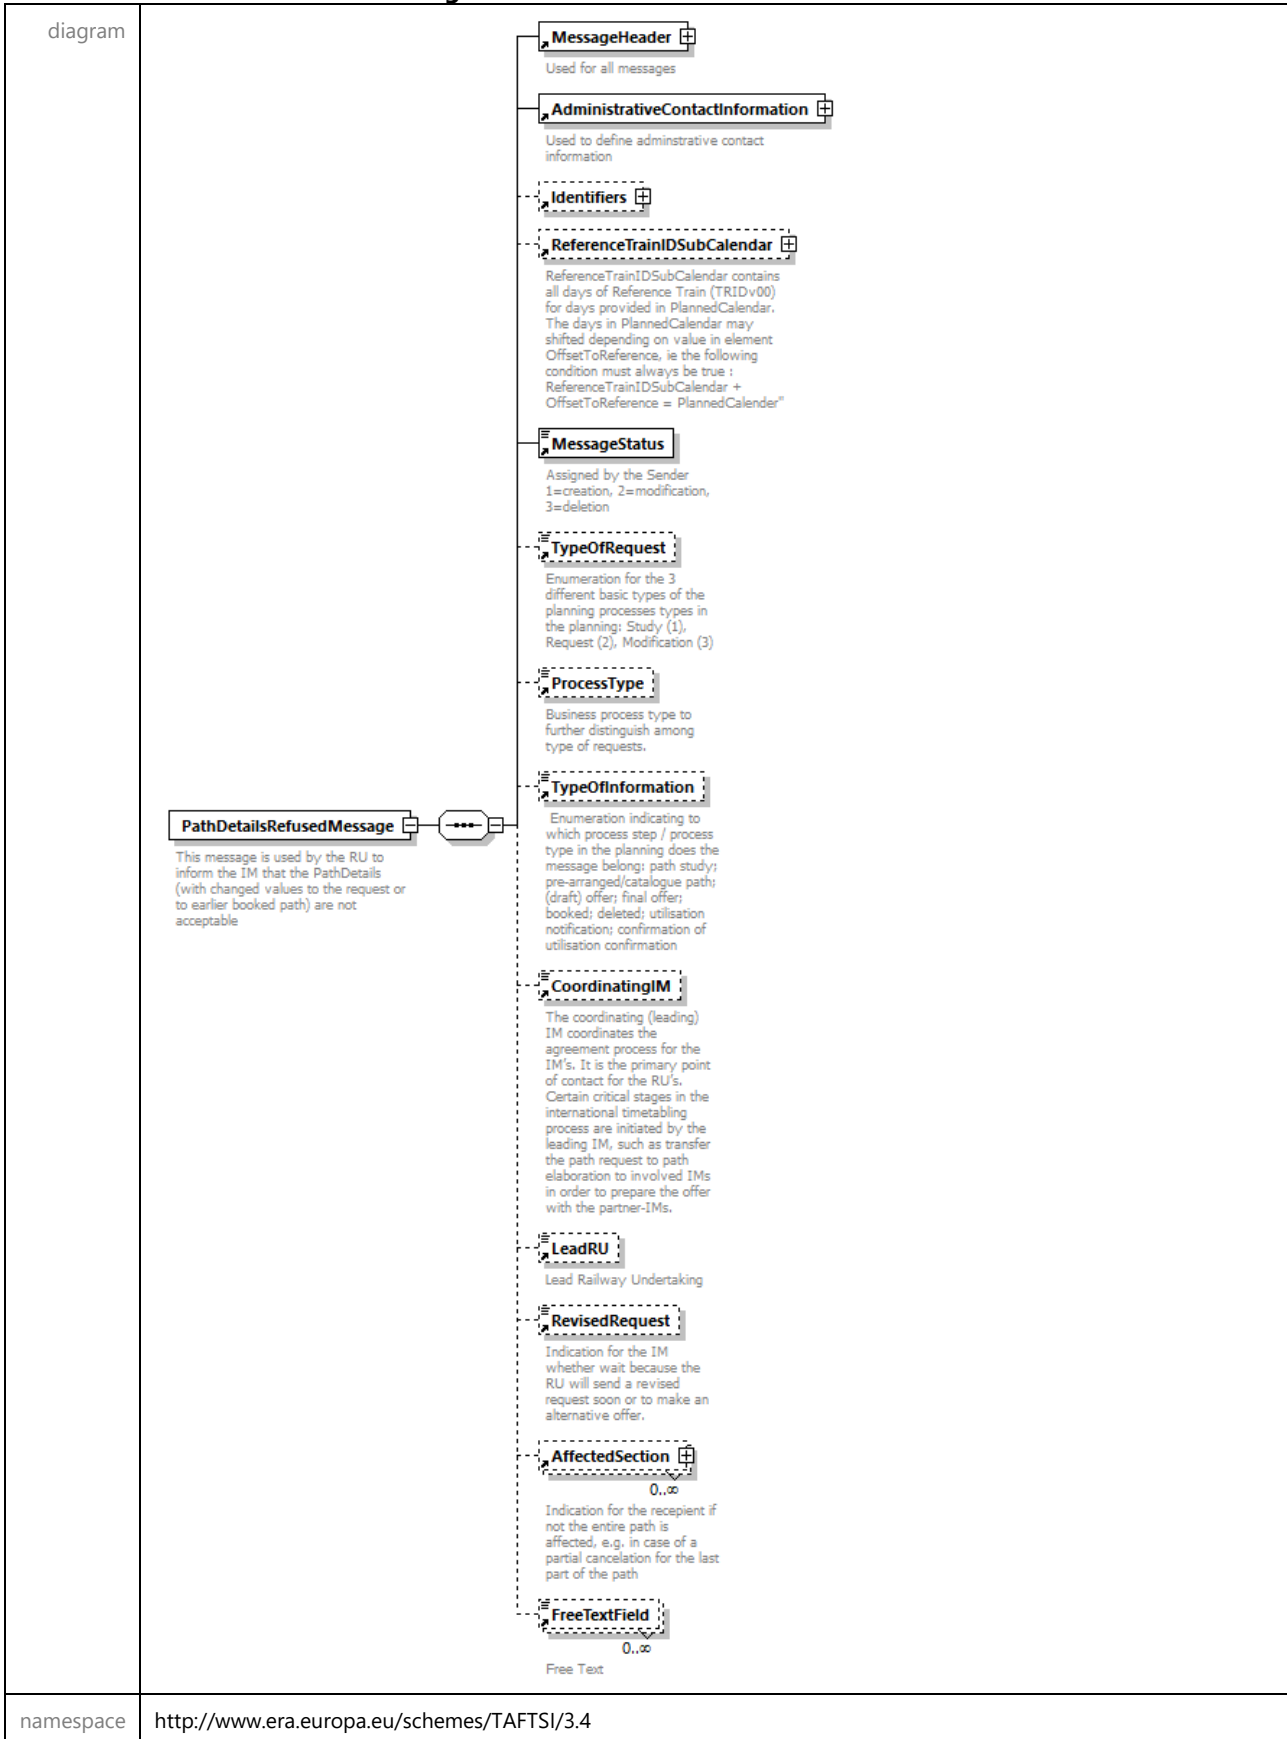 diagram
MessageHeader
Used for all messages
AdministrativeContactInformation
Used to define adminstrative contact
information
Identifiers
ReferenceTrainIDSubCalendar
ReferenceTrainIDSubCalendar contains
all days of Reference Train (TRIDv00)
for days provided in PlannedCalendar.
The days in PlannedCalendar may
shifted depending on value in element
OffsetToReference, ie the following
condition must always be true :
ReferenceTrainIDSubCalendar +
OffsetToReference = PlannedCalender"
MessageStatus
Assigned by the Sender
1=creation, 2=modification,
3=deletion
TypeOfRequest
Enumeration for the 3
different basic types of the
planning processes types in
the planning: Study (1),
Request (2), Modification (3)
ProcessType
Business process type to
further distinguish among
type of requests.
TypeOfInformation
Enumeration indicating to
which process step / process
type in the planning does the
message belong: path study;
pre-arranged/catalogue path;
(draft) offer; final offer;
booked; deleted; utilisation
notification; confirmation of
utilisation confirmation
PathDetailsRefusedMessage
This message is used by the RU to
inform the IM that the PathDetails
(with changed values to the request or
to earlier booked path) are not
acceptable
CoordinatingIM
The coordinating (leading)
IM coordinates the
agreement process for the
IM's. It is the primary point
of contact for the RU's.
Certain critical stages in the
international timetabling
process are initiated by the
leading IM, such as transfer
the path request to path
elaboration to involved IMs
in order to prepare the offer
with the partner-IMs.
LeadRU
Lead Railway Undertaking
RevisedRequest
Indication for the IM
whether wait because the
RU will send a revised
request soon or to make an
alternative offer.
AffectedSection
0..∞
Indication for the recepient if
not the entire path is
affected, e.g. in case of a
partial cancelation for the last
part of the path
FreeTextField
0..∞
Free Text
namespace
http://www.era.europa.eu/schemes/TAFTSI/3.4